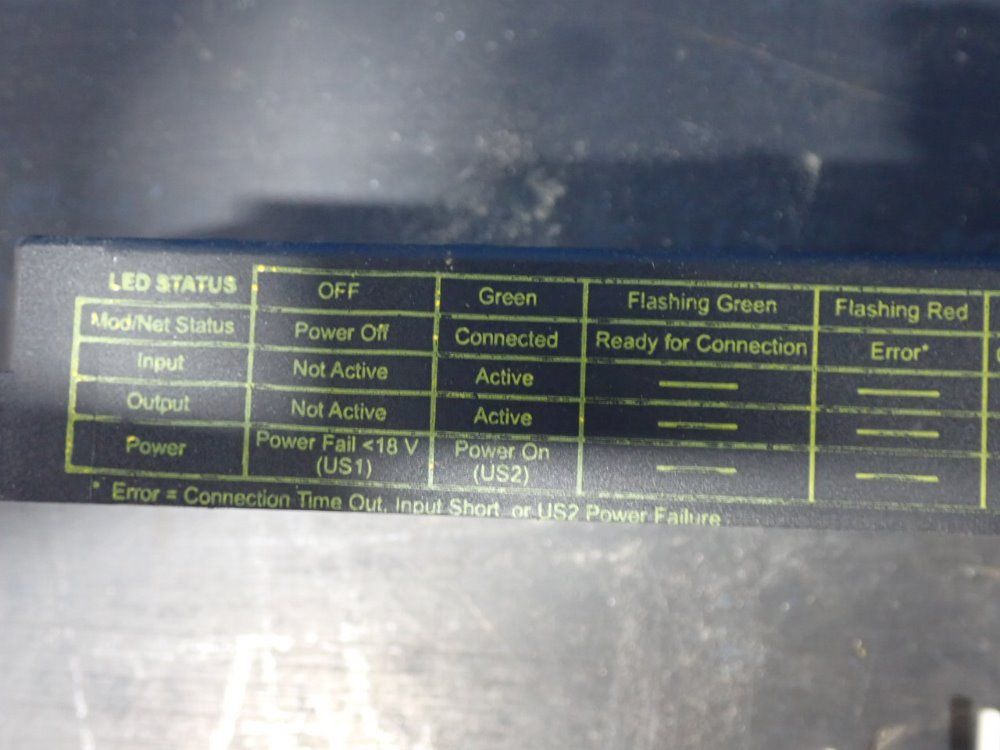 LED STATUS OFF Green Flashing Green Flashing Red
Mod/Net Status Power Off Connected Ready for Connection Error*
Input Not Active Active — —
Output Not Active Active — —
Power Power Fail <18 V (US1) Power On (US2) — —
* Error = Connection Time Out, Input Short, or US2 Power Failure